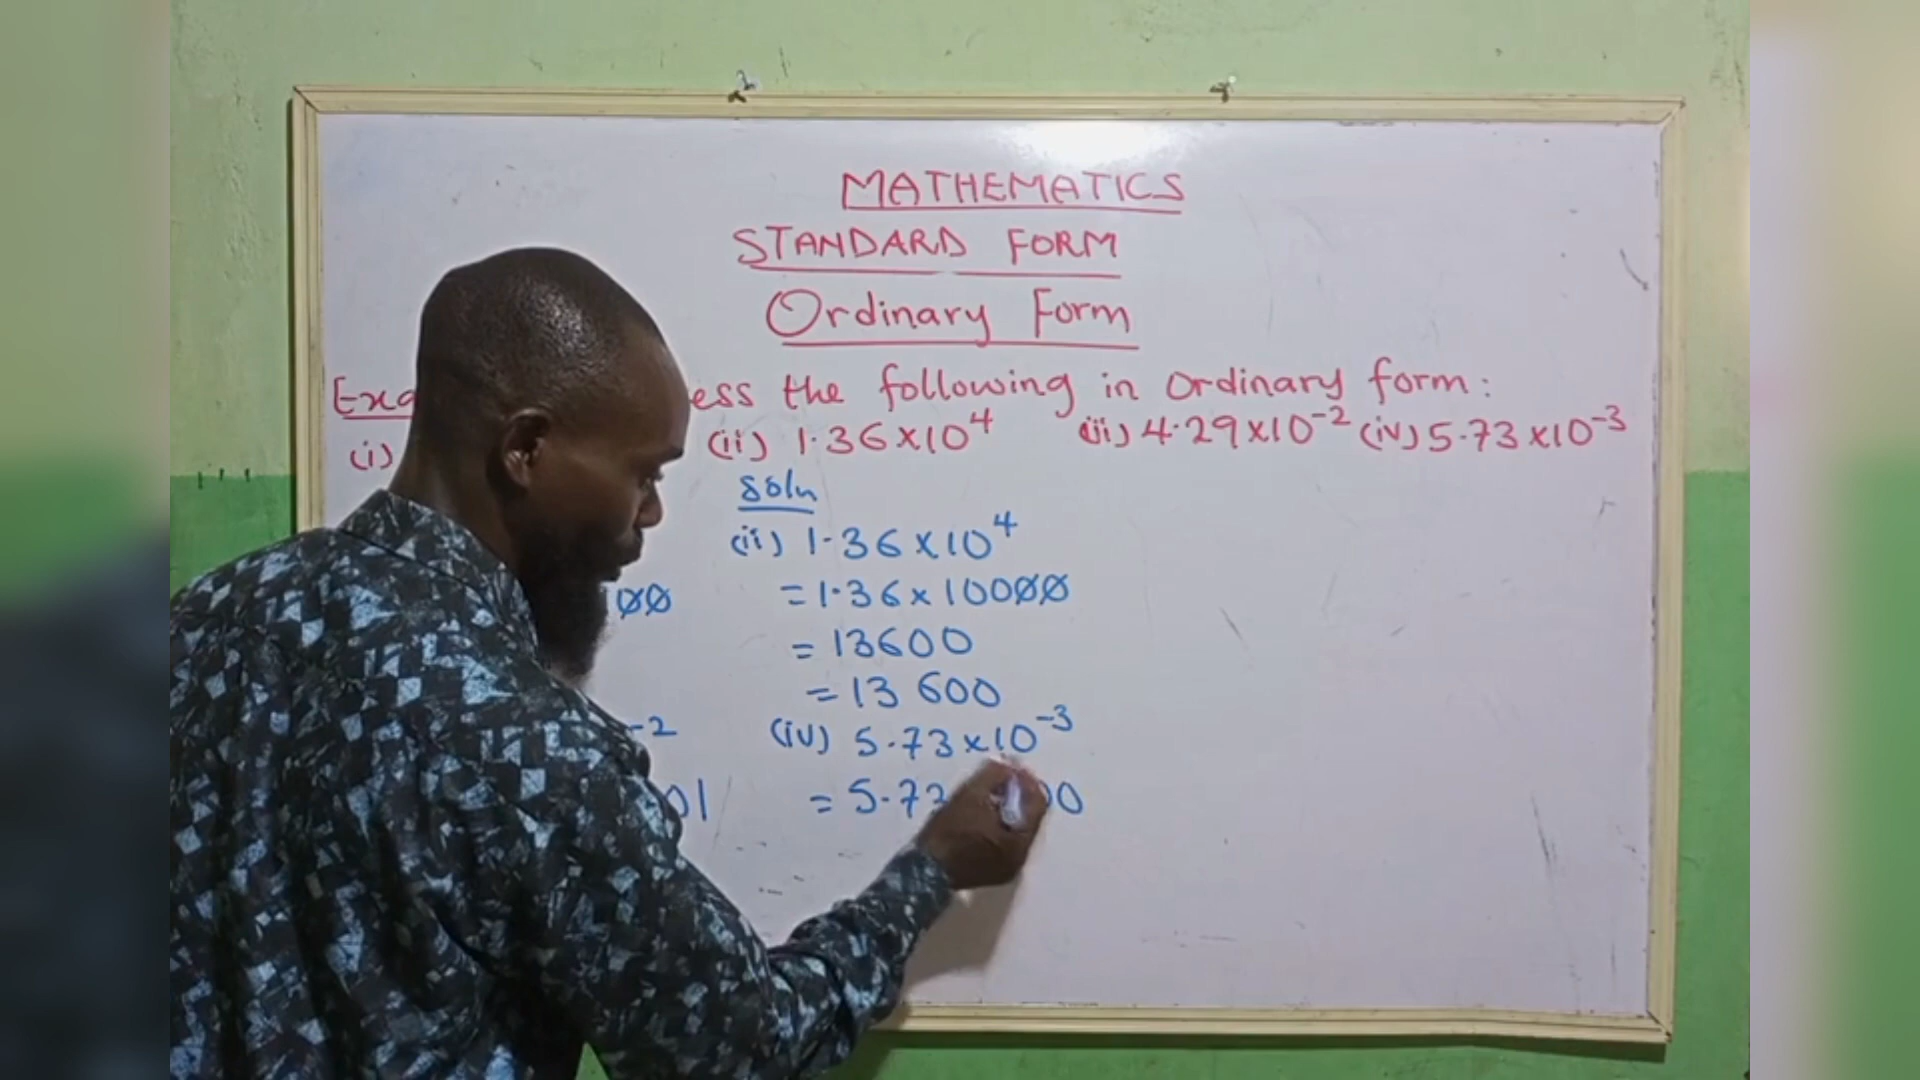 MATHEMATICS
STANDARD FORM
Ordinary Form
the following in Ordinary form:
(i) (ii) 1.36×10⁴ (iii) 4.29×10⁻² (iv) 5.73×10⁻³
Soln
(ii) 1.36×10⁴
= 1.36×10000
= 13600
= 13 600
(iv) 5.73×10⁻³